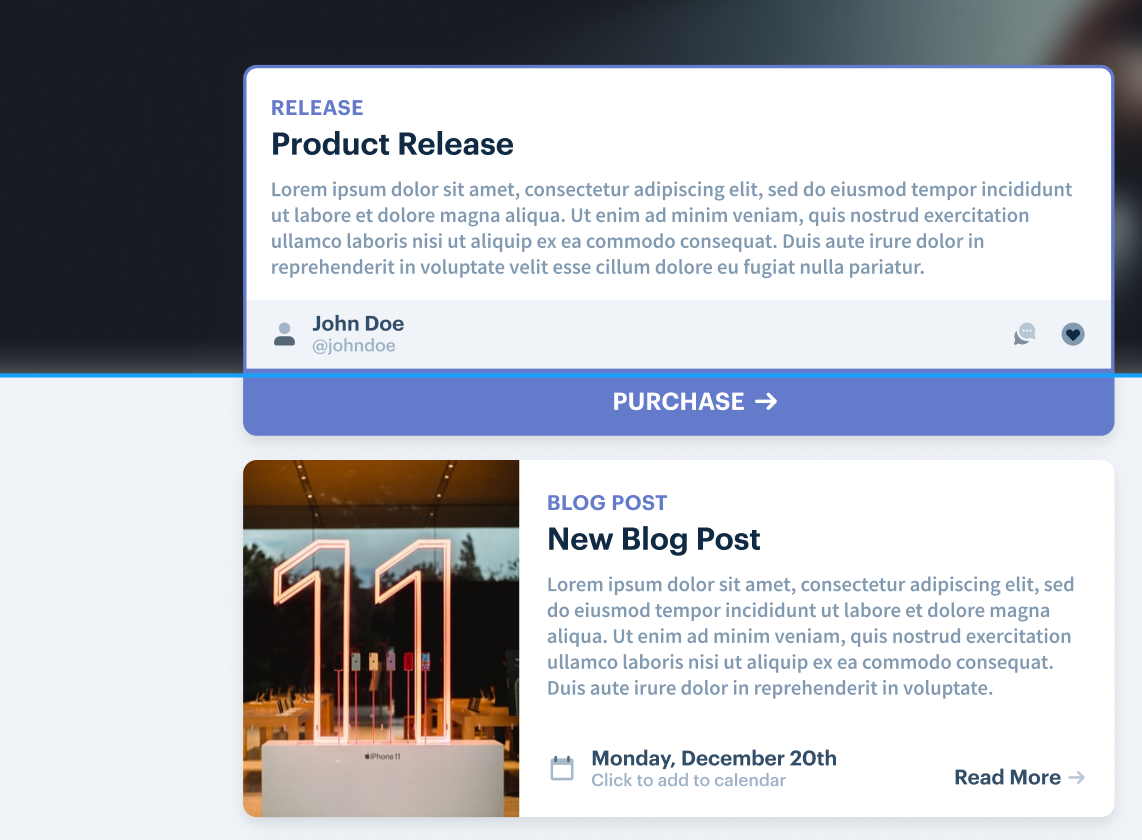 RELEASE
Product Release
Lorem ipsum dolor sit amet, consectetur adipiscing elit, sed do eiusmod tempor incididunt
ut labore et dolore magna aliqua. Ut enim ad minim veniam, quis nostrud exercitation
ullamco laboris nisi ut aliquip ex ea commodo consequat. Duis aute irure dolor in
reprehenderit in voluptate velit esse cillum dolore eu fugiat nulla pariatur.
John Doe
@johndoe
PURCHASE →
11
iPhone 11
BLOG POST
New Blog Post
Lorem ipsum dolor sit amet, consectetur adipiscing elit, sed
do eiusmod tempor incididunt ut labore et dolore magna
aliqua. Ut enim ad minim veniam, quis nostrud exercitation
ullamco laboris nisi ut aliquip ex ea commodo consequat.
Duis aute irure dolor in reprehenderit in voluptate.
Monday, December 20th
Click to add to calendar
Read More →